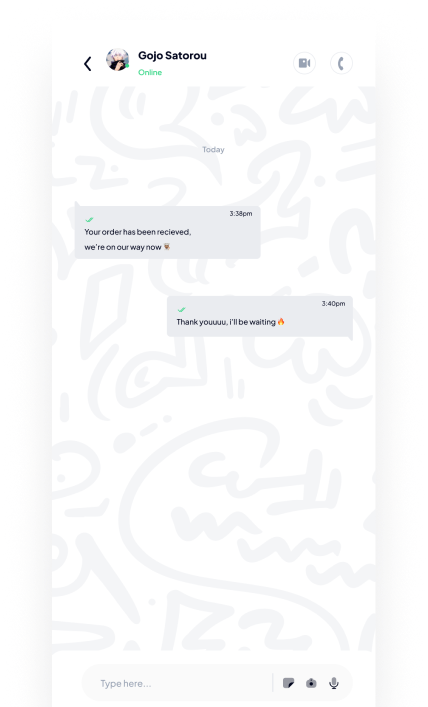 Gojo Satorou
Online
Today
3:38pm
Your order has been recieved,
we're on our way now
3:40pm
Thank youuuu, i'll be waiting 🔥
Type here...